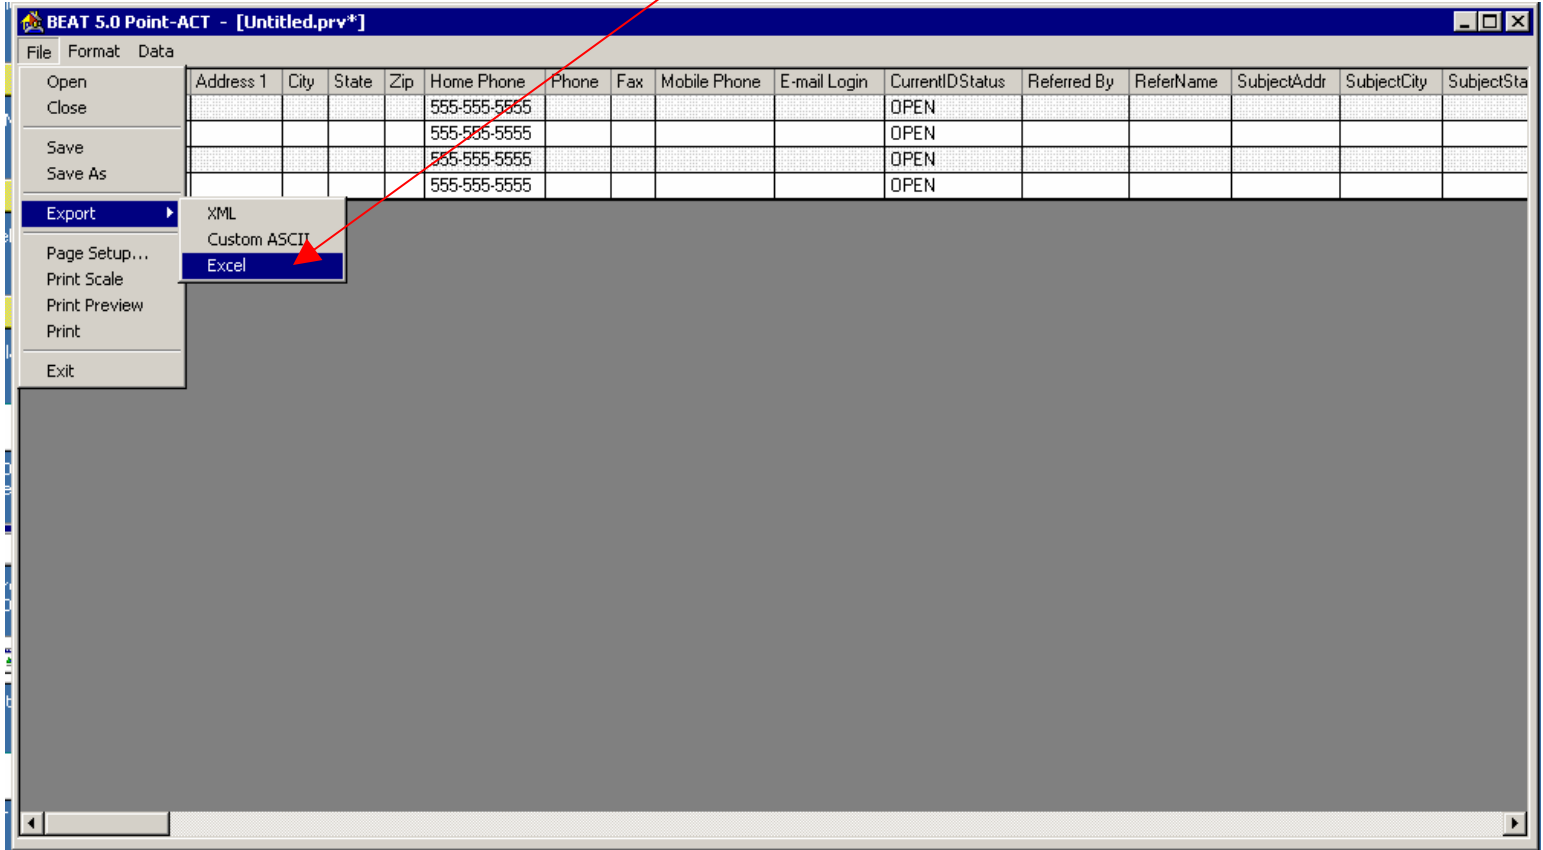 BEAT 5.0 Point-ACT - [Untitled.prv*]
File Format Data
Address 1 City State Zip Home Phone Phone Fax Mobile Phone E-mail Login CurrentIDStatus Referred By ReferName SubjectAddr SubjectCity SubjectSta
555-555-5555 OPEN
555-555-5555 OPEN
555-555-5555 OPEN
555-555-5555 OPEN
Open
Close
Save
Save As
Export
Page Setup...
Print Scale
Print Preview
Print
Exit
XML
Custom ASCII
Excel